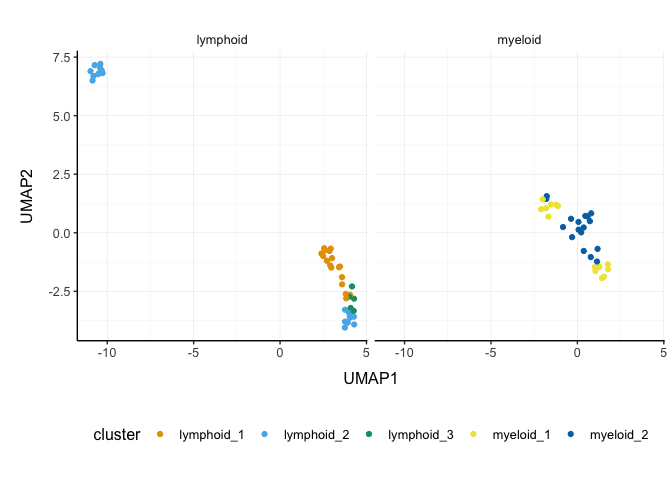 lymphoid myeloid
7.5
5.0
2.5
0.0
-2.5
UMAP2
-10 -5 0 5 -10 -5 0 5
UMAP1
cluster lymphoid_1 lymphoid_2 lymphoid_3 myeloid_1 myeloid_2